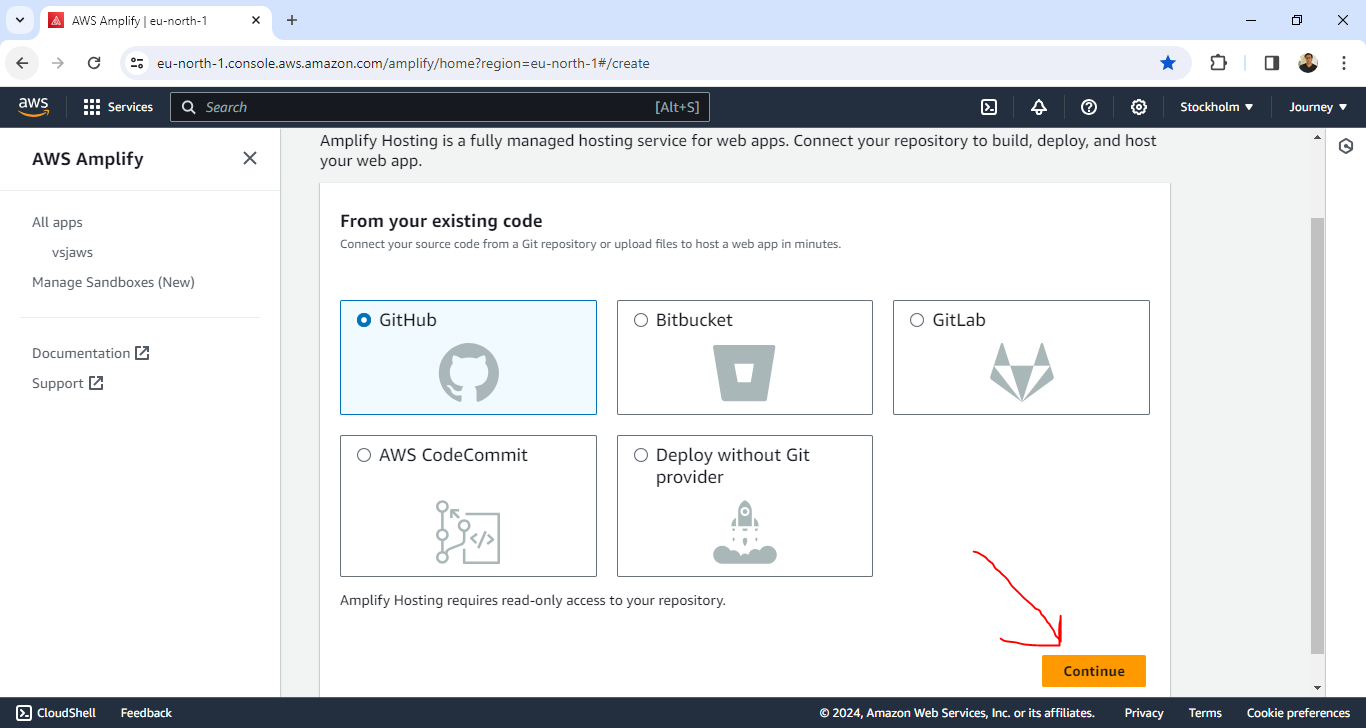 AWS Amplify | eu-north-1
eu-north-1.console.aws.amazon.com/amplify/home?region=eu-north-1#/create
aws
Services
Search
[Alt+S]
Stockholm
Journey
AWS Amplify
All apps
vsjaws
Manage Sandboxes (New)
Documentation
Support
Amplify Hosting is a fully managed hosting service for web apps. Connect your repository to build, deploy, and host
your web app.
From your existing code
Connect your source code from a Git repository or upload files to host a web app in minutes.
GitHub
Bitbucket
GitLab
AWS CodeCommit
Deploy without Git
provider
Amplify Hosting requires read-only access to your repository.
Continue
CloudShell
Feedback
© 2024, Amazon Web Services, Inc. or its affiliates.
Privacy
Terms
Cookie preferences